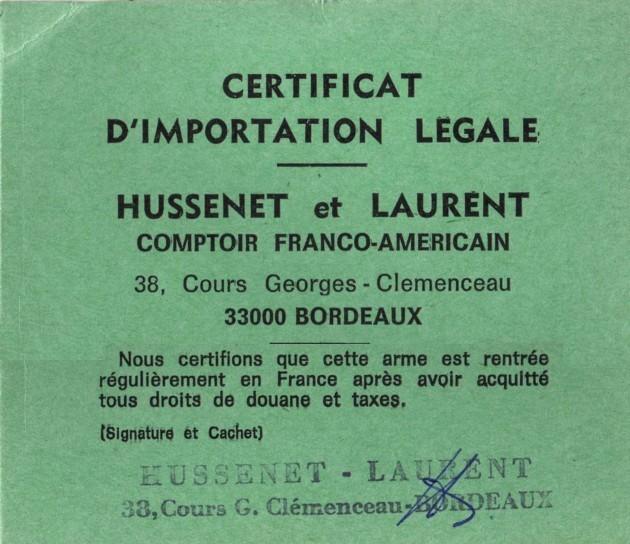 CERTIFICAT
D'IMPORTATION LEGALE
HUSSENET et LAURENT
COMPTOIR FRANCO-AMERICAIN
38, Cours Georges - Clemenceau
33000 BORDEAUX
Nous certifions que cette arme est rentrée
régulièrement en France après avoir acquitté
tous droits de douane et taxes.
(Signature et Cachet)
HUSSENET - LAURENT
38, Cours G. Clémenceau-BORDEAUX